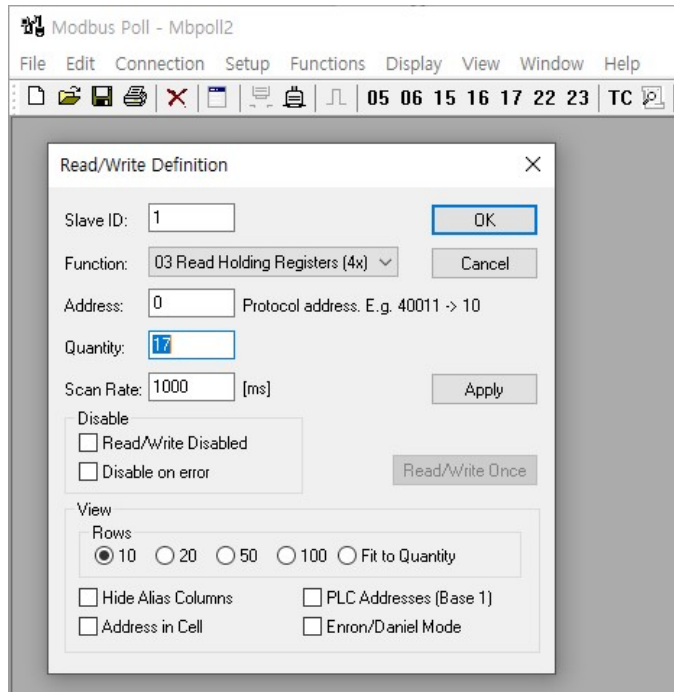 Modbus Poll - Mbpoll2
File Edit Connection Setup Functions Display View Window Help
05 06 15 16 17 22 23 TC
Read/Write Definition
Slave ID: 1 OK
Function: 03 Read Holding Registers (4x) Cancel
Address: 0 Protocol address. E.g. 40011 -> 10
Quantity: 17
Scan Rate: 1000 [ms] Apply
Disable
Read/Write Disabled
Disable on error Read/Write Once
View
Rows
10 20 50 100 Fit to Quantity
Hide Alias Columns PLC Addresses (Base 1)
Address in Cell Enron/Daniel Mode